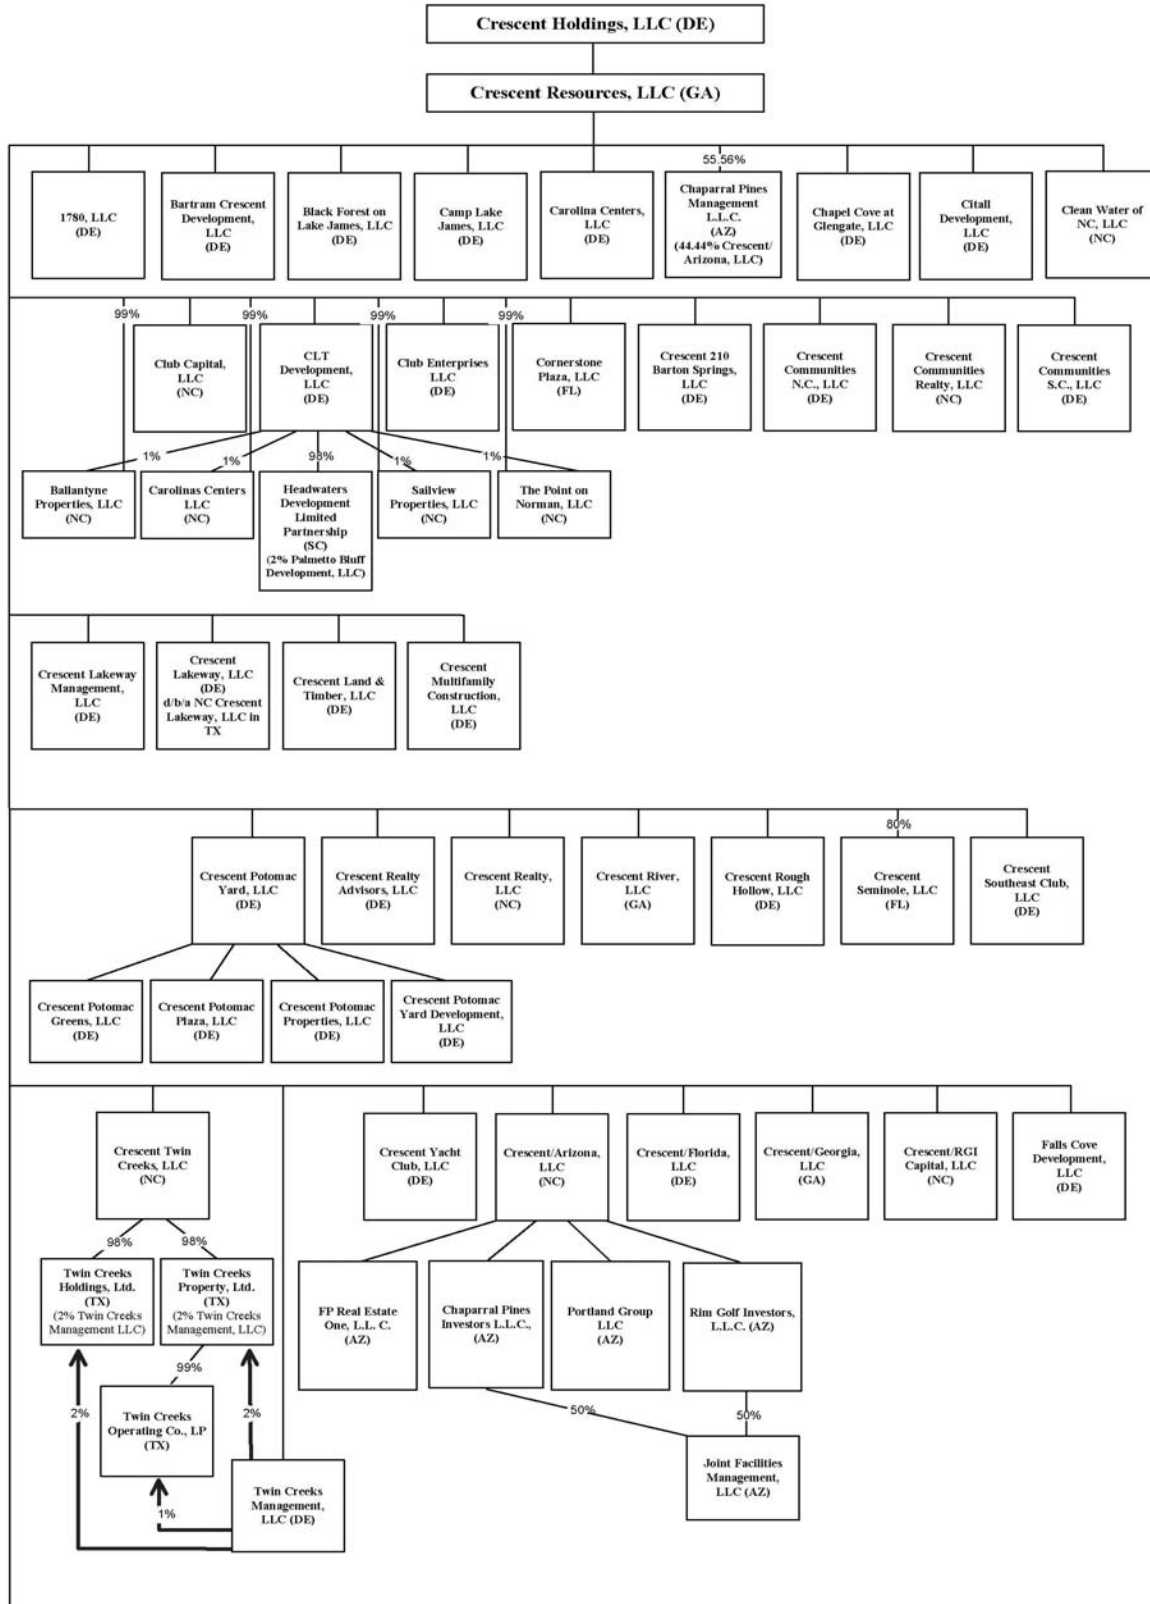 Crescent Holdings, LLC (DE)
Crescent Resources, LLC (GA)
55.56%
1780, LLC
(DE)
Bartram Crescent
Development,
LLC
(DE)
Black Forest on
Lake James, LLC
(DE)
Camp Lake
James, LLC
(DE)
Carolina Centers,
LLC
(DE)
Chaparral Pines
Management
L.L.C.
(AZ)
(44.44% Crescent/
Arizona, LLC)
Chapel Cove at
Glengate, LLC
(DE)
Citall
Development,
LLC
(DE)
Clean Water of
NC, LLC
(NC)
99%
99%
99%
99%
Club Capital,
LLC
(NC)
CLT
Development,
LLC
(DE)
Club Enterprises
LLC
(DE)
Cornerstone
Plaza, LLC
(FL)
Crescent 210
Barton Springs,
LLC
(DE)
Crescent
Communities
N.C., LLC
(DE)
Crescent
Communities
Realty, LLC
(NC)
Crescent
Communities
S.C., LLC
(DE)
1%
1%
98%
1%
1%
Ballantyne
Properties, LLC
(NC)
Carolinas Centers
LLC
(NC)
Headwaters
Development
Limited
Partnership
(SC)
(2% Palmetto Bluff
Development, LLC)
Sailview
Properties, LLC
(NC)
The Point on
Norman, LLC
(NC)
Crescent Lakeway
Management,
LLC
(DE)
Crescent
Lakeway, LLC
(DE)
d/b/a NC Crescent
Lakeway, LLC in
TX
Crescent Land &
Timber, LLC
(DE)
Crescent
Multifamily
Construction,
LLC
(DE)
80%
Crescent Potomac
Yard, LLC
(DE)
Crescent Realty
Advisors, LLC
(DE)
Crescent Realty,
LLC
(NC)
Crescent River,
LLC
(GA)
Crescent Rough
Hollow, LLC
(DE)
Crescent
Seminole, LLC
(FL)
Crescent
Southeast Club,
LLC
(DE)
Crescent Potomac
Greens, LLC
(DE)
Crescent Potomac
Plaza, LLC
(DE)
Crescent Potomac
Properties, LLC
(DE)
Crescent Potomac
Yard Development,
LLC
(DE)
Crescent Twin
Creeks, LLC
(NC)
Crescent Yacht
Club, LLC
(DE)
Crescent/Arizona,
LLC
(NC)
Crescent/Florida,
LLC
(DE)
Crescent/Georgia,
LLC
(GA)
Crescent/RGI
Capital, LLC
(NC)
Falls Cove
Development,
LLC
(DE)
98%
98%
Twin Creeks
Holdings, Ltd.
(TX)
(2% Twin Creeks
Management LLC)
Twin Creeks
Property, Ltd.
(TX)
(2% Twin Creeks
Management, LLC)
FP Real Estate
One, L.L. C.
(AZ)
Chaparral Pines
Investors L.L.C.,
(AZ)
Portland Group
LLC
(AZ)
Rim Golf Investors,
L.L.C. (AZ)
99%
2%
2%
50%
50%
Twin Creeks
Operating Co., LP
(TX)
Joint Facilities
Management,
LLC (AZ)
1%
Twin Creeks
Management,
LLC (DE)